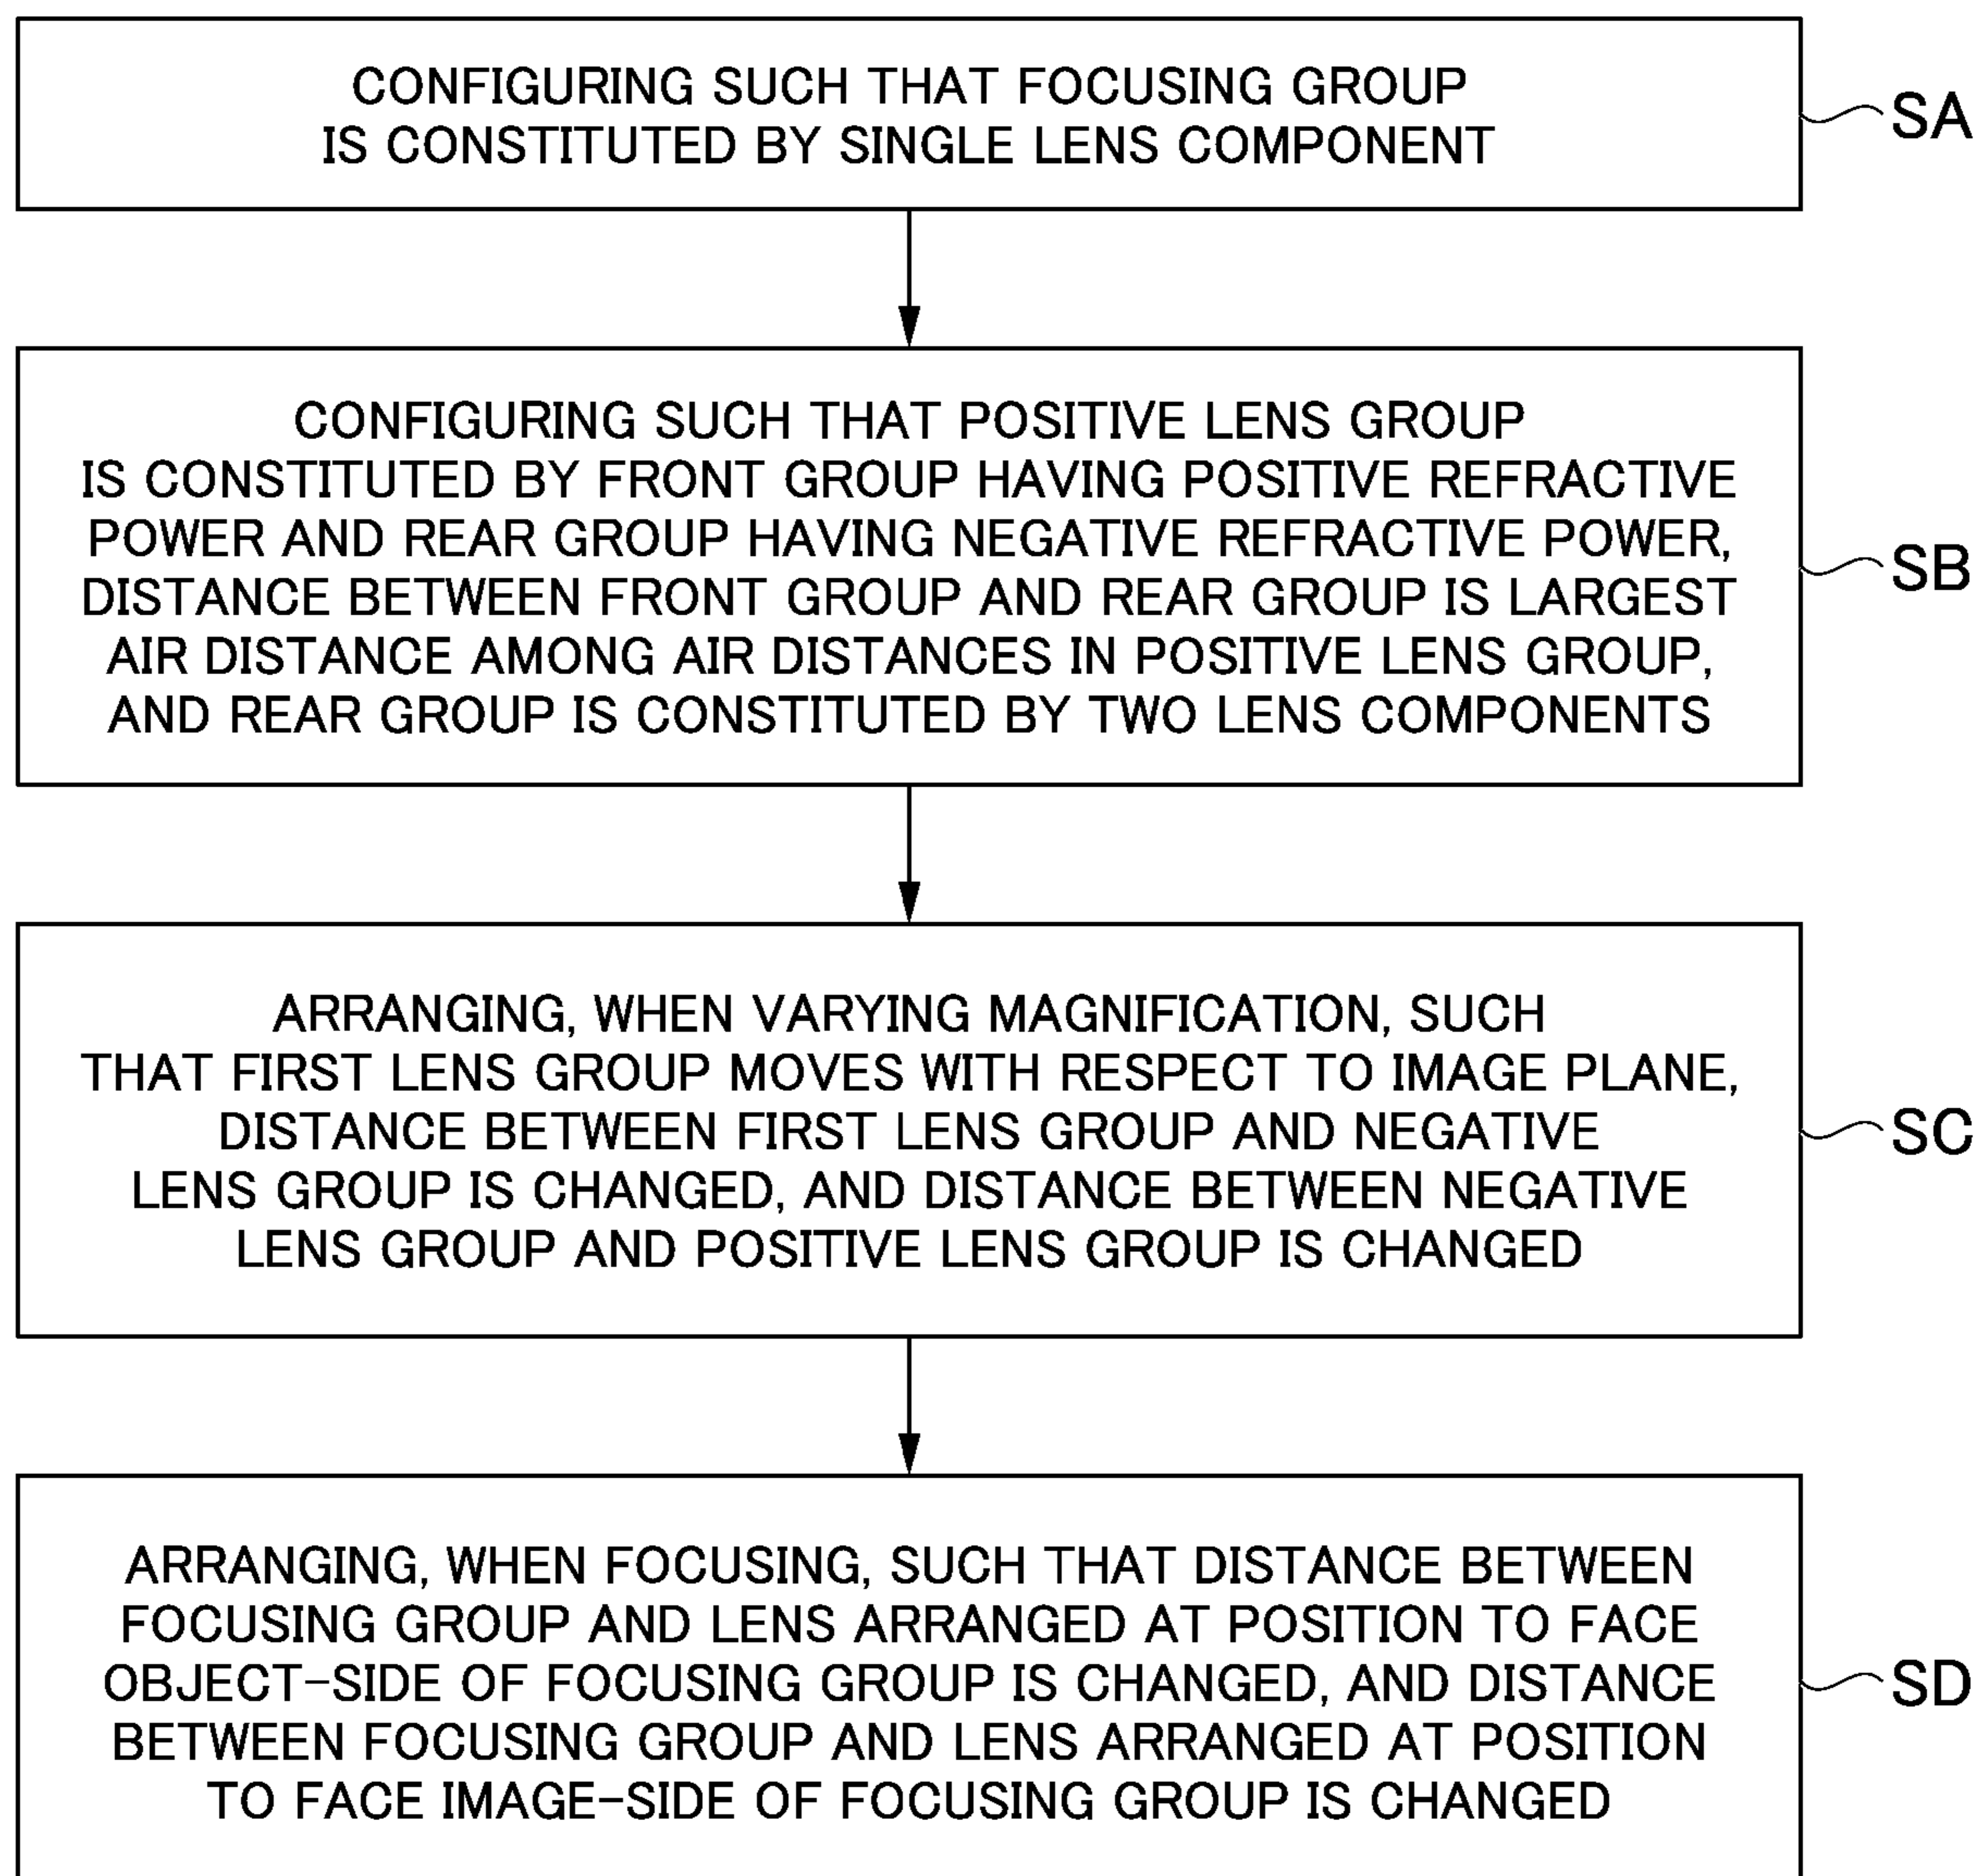 CONFIGURING SUCH THAT FOCUSING GROUP
IS CONSTITUTED BY SINGLE LENS COMPONENT
SA
CONFIGURING SUCH THAT POSITIVE LENS GROUP
IS CONSTITUTED BY FRONT GROUP HAVING POSITIVE REFRACTIVE
POWER AND REAR GROUP HAVING NEGATIVE REFRACTIVE POWER,
DISTANCE BETWEEN FRONT GROUP AND REAR GROUP IS LARGEST
AIR DISTANCE AMONG AIR DISTANCES IN POSITIVE LENS GROUP,
AND REAR GROUP IS CONSTITUTED BY TWO LENS COMPONENTS
SB
ARRANGING, WHEN VARYING MAGNIFICATION, SUCH
THAT FIRST LENS GROUP MOVES WITH RESPECT TO IMAGE PLANE,
DISTANCE BETWEEN FIRST LENS GROUP AND NEGATIVE
LENS GROUP IS CHANGED, AND DISTANCE BETWEEN NEGATIVE
LENS GROUP AND POSITIVE LENS GROUP IS CHANGED
SC
ARRANGING, WHEN FOCUSING, SUCH THAT DISTANCE BETWEEN
FOCUSING GROUP AND LENS ARRANGED AT POSITION TO FACE
OBJECT-SIDE OF FOCUSING GROUP IS CHANGED, AND DISTANCE
BETWEEN FOCUSING GROUP AND LENS ARRANGED AT POSITION
TO FACE IMAGE-SIDE OF FOCUSING GROUP IS CHANGED
SD